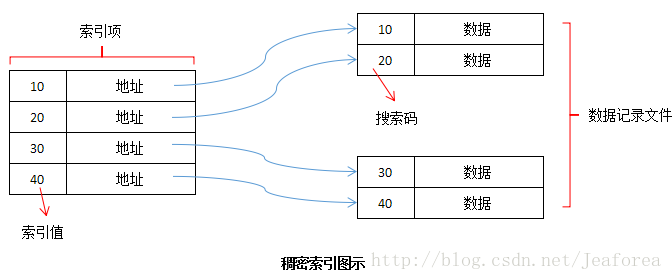 索引项
10 地址
20 地址
30 地址
40 地址
索引值
10 数据
20 数据
搜索码
30 数据
40 数据
数据记录文件
稠密索引图示
http://blog.csdn.net/Jeaforea